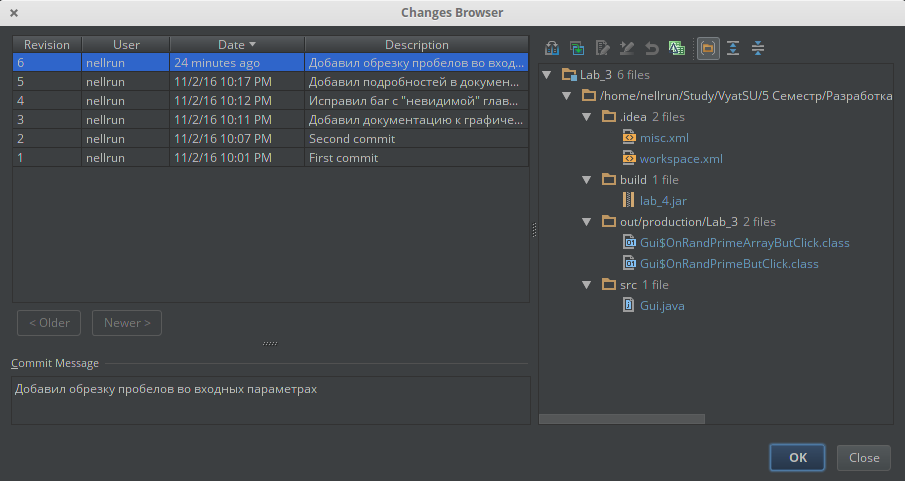 Changes Browser
Revision User Date Description
6 nellrun 24 minutes ago Добавил обрезку пробелов во вход...
5 nellrun 11/2/16 10:17 PM Добавил подробностей в докумен...
4 nellrun 11/2/16 10:12 PM Исправил баг с "невидимой" глав...
3 nellrun 11/2/16 10:11 PM Добавил документацию к графиче...
2 nellrun 11/2/16 10:07 PM Second commit
1 nellrun 11/2/16 10:01 PM First commit
< Older Newer >
Commit Message
Добавил обрезку пробелов во входных параметрах
Lab_3 6 files
/home/nellrun/Study/VyatSU/5 Семестр/Разработка
.idea 2 files
misc.xml
workspace.xml
build 1 file
lab_4.jar
out/production/Lab_3 2 files
Gui$OnRandPrimeArrayButClick.class
Gui$OnRandPrimeButClick.class
src 1 file
Gui.java
OK Close